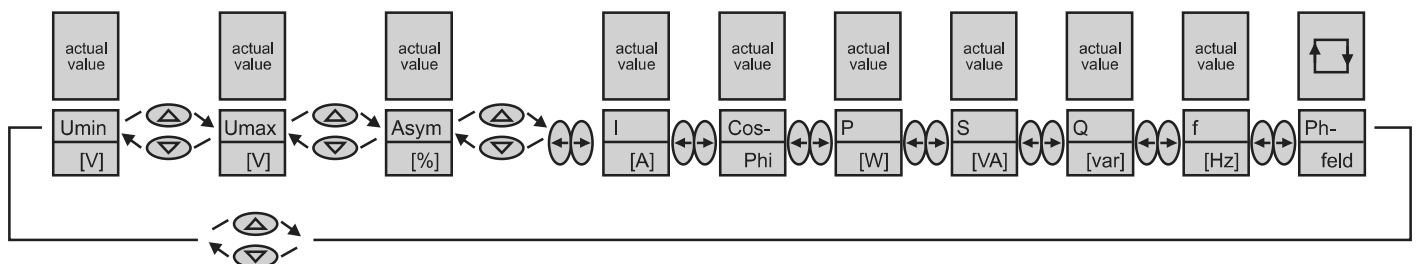 actual
value
actual
value
actual
value
actual
value
actual
value
actual
value
actual
value
actual
value
actual
value
Umin
[V]
Umax
[V]
Asym
[%]
I
[A]
Cos-
Phi
P
[W]
S
[VA]
Q
[var]
f
[Hz]
Ph-
feld